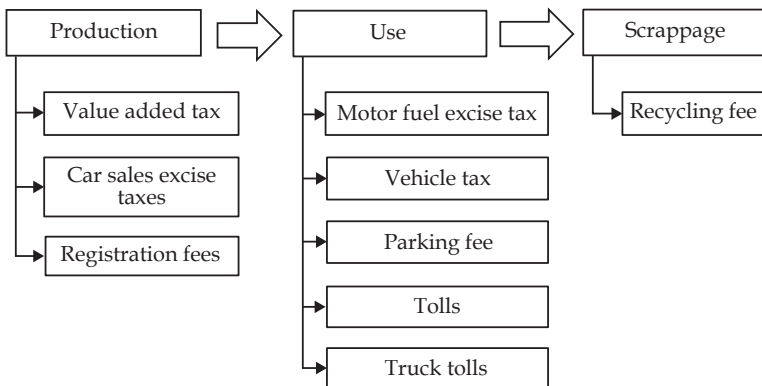 Production
Use
Scrappage
Value added tax
Car sales excise
taxes
Registration fees
Motor fuel excise tax
Vehicle tax
Parking fee
Tolls
Truck tolls
Recycling fee